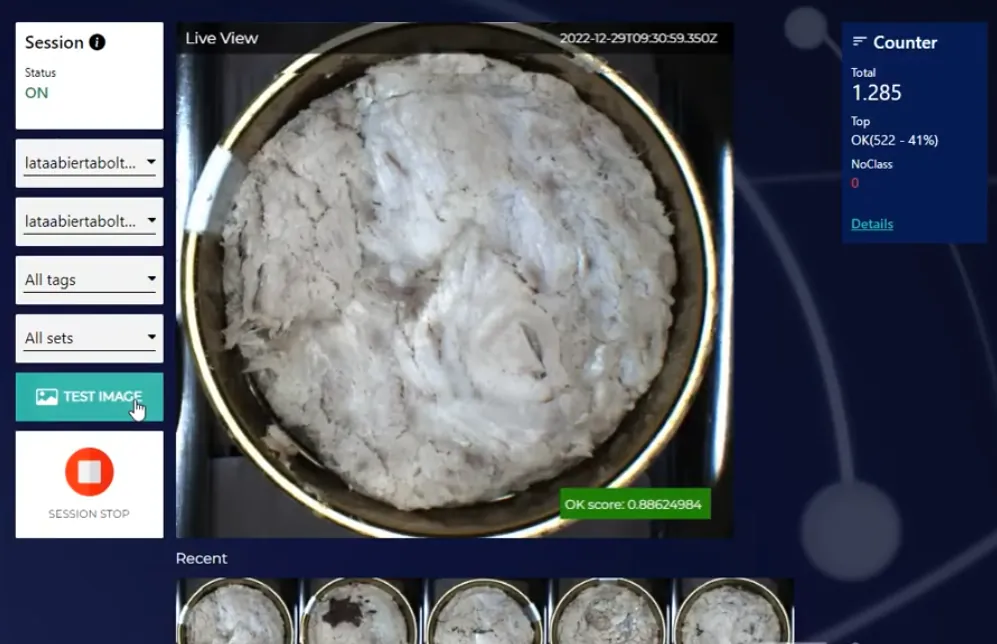 Session
Status
ON
lataabiertabolt...
lataabiertabolt...
All tags
All sets
TEST IMAGE
SESSION STOP
Live View
2022-12-29T09:30:59.350Z
OK score: 0.88624984
Recent
Counter
Total
1.285
Top
OK(522 - 41%)
NoClass
0
Details